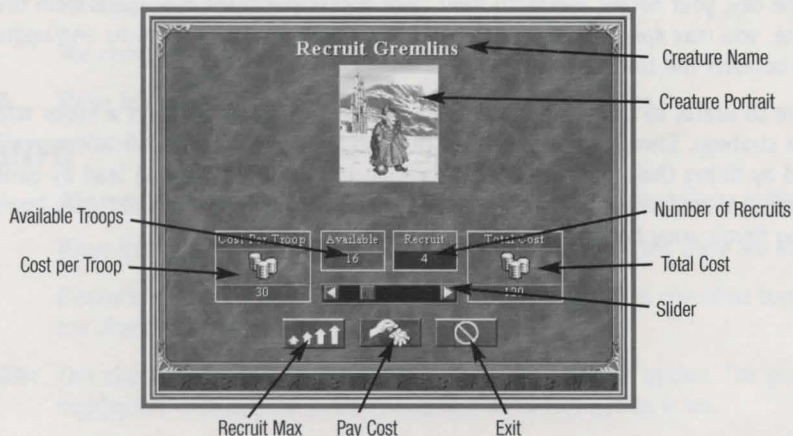 Recruit Gremlins
Creature Name
Creature Portrait
Available Troops
Number of Recruits
Cost Per Troop
Available
Recruit
Total Cost
16
4
Cost per Troop
Total Cost
30
120
Slider
Recruit Max
Pay Cost
Exit